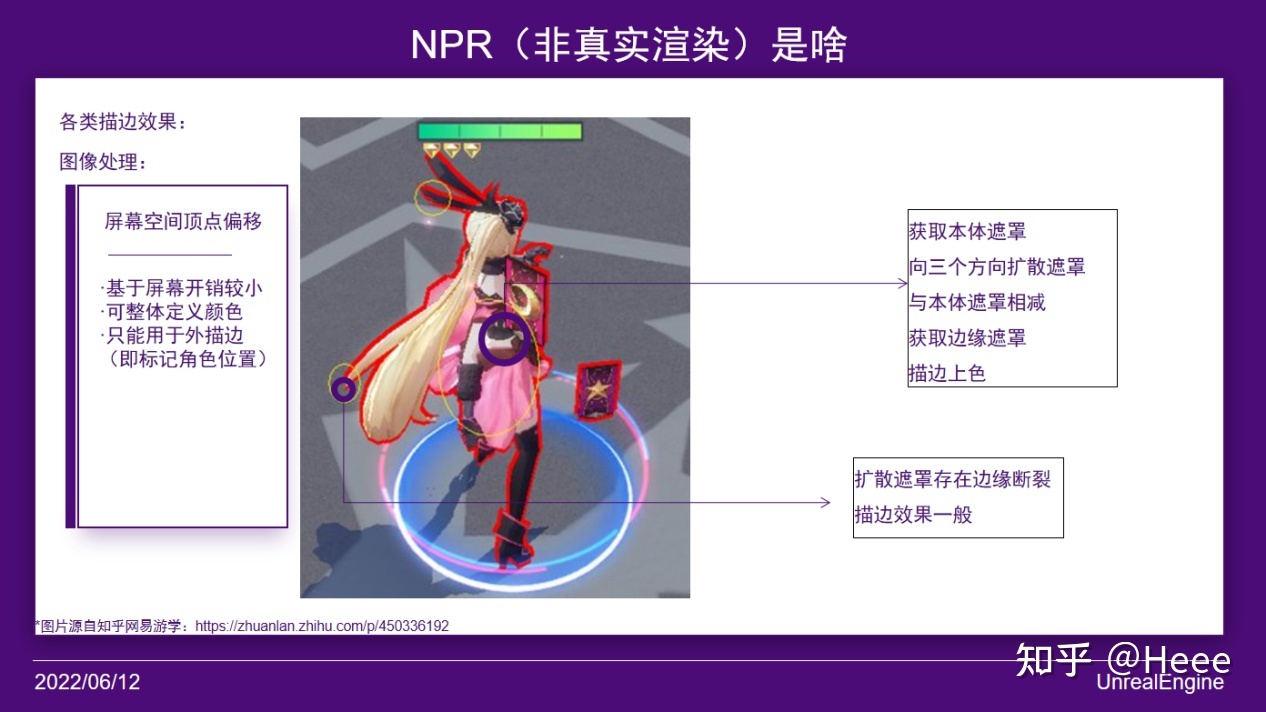 NPR（非真实渲染）是啥
各类描边效果：
图像处理：
屏幕空间顶点偏移
·基于屏幕开销较小
·可整体定义颜色
·只能用于外描边
（即标记角色位置）
获取本体遮罩
向三个方向扩散遮罩
与本体遮罩相减
获取边缘遮罩
描边上色
扩散遮罩存在边缘断裂
描边效果一般
*图片源自知乎网易游学：https://zhuanlan.zhihu.com/p/450336192
知乎 @Heee
2022/06/12
UnrealEngine